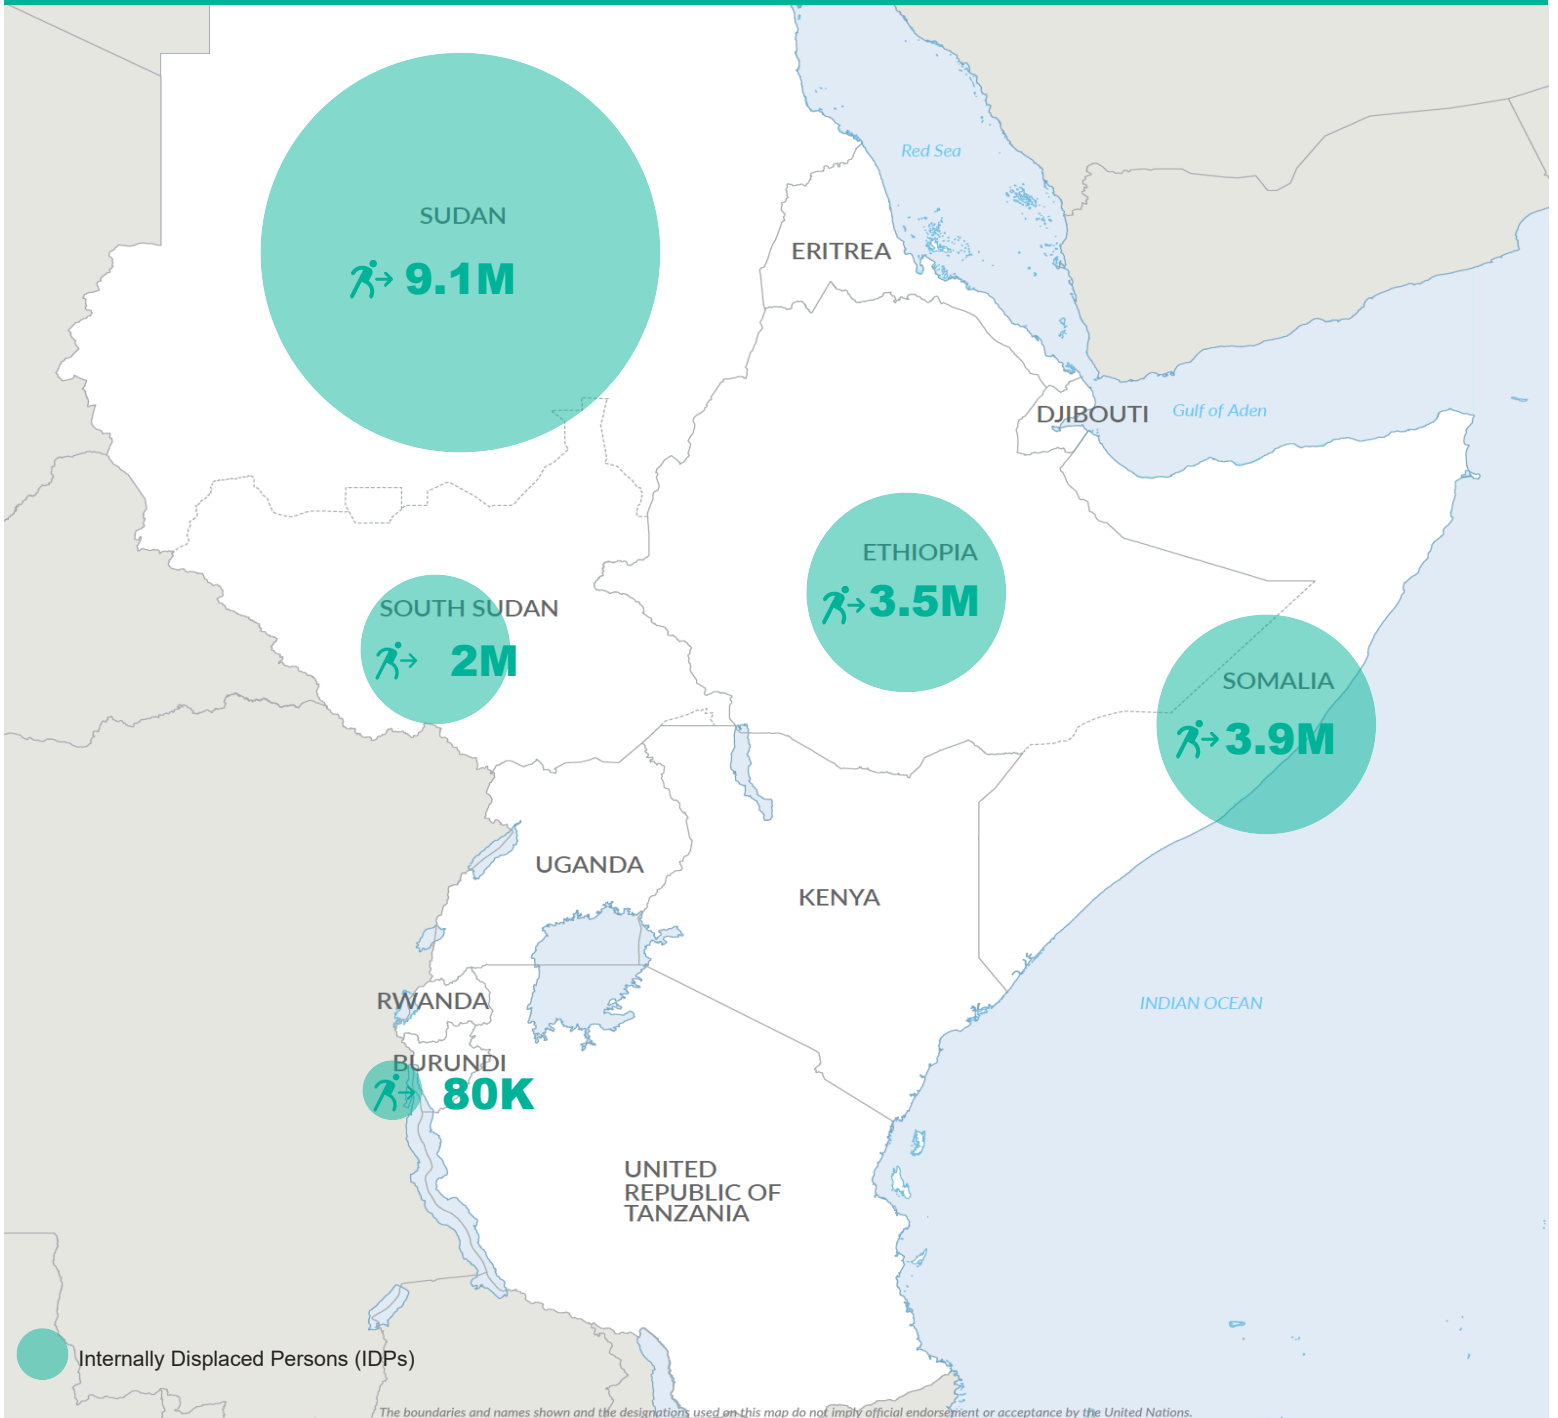 Red Sea
SUDAN
9.1M
ERITREA
DJIBOUTI
Gulf of Aden
ETHIOPIA
3.5M
SOUTH SUDAN
2M
SOMALIA
3.9M
UGANDA
KENYA
RWANDA
INDIAN OCEAN
BURUNDI
80K
UNITED
REPUBLIC OF
TANZANIA
Internally Displaced Persons (IDPs)
The boundaries and names shown and the designations used on this map do not imply official endorsement or acceptance by the United Nations.